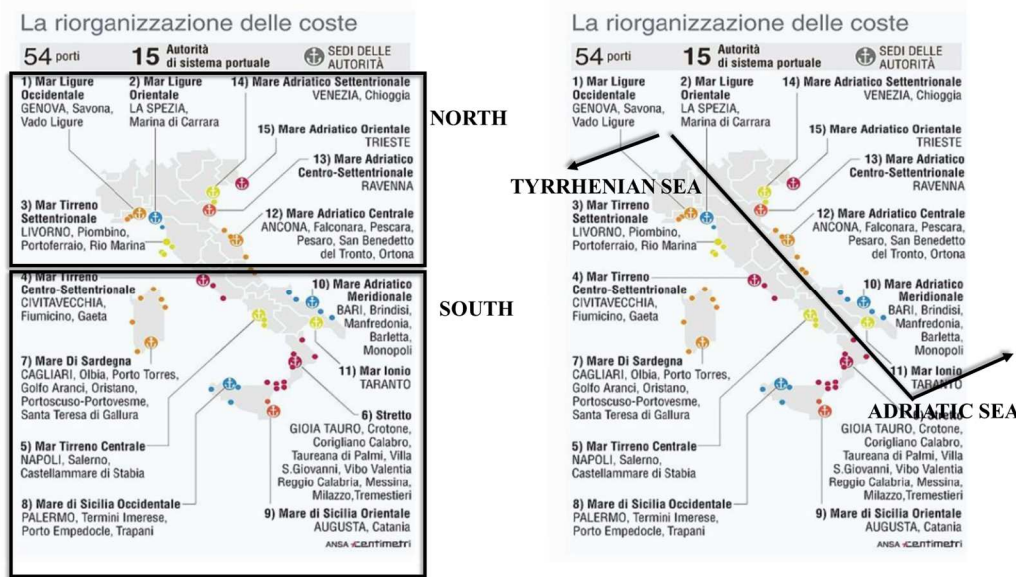 La riorganizzazione delle coste
54 porti
15 Autorità
di sistema portuale
SEDI DELLE
AUTORITÀ
1) Mar Ligure
Occidentale
GENOVA, Savona,
Vado Ligure
2) Mar Ligure
Orientale
LA SPEZIA,
Marina di Carrara
14) Mare Adriatico Settentrionale
VENEZIA, Chioggia
15) Mare Adriatico Orientale
TRIESTE
13) Mare Adriatico
Centro-Settentrionale
RAVENNA
3) Mar Tirreno
Settentrionale
LIVORNO, Piombino,
Portoferraio, Rio Marina
12) Mare Adriatico Centrale
ANCONA, Falconara, Pescara,
Pesaro, San Benedetto
del Tronto, Ortona
NORTH
4) Mar Tirreno
Centro-Settentrionale
CIVITAVECCHIA,
Fiumicino, Gaeta
10) Mare Adriatico
Meridionale
BARI, Brindisi,
Manfredonia,
Barletta,
Monopoli
SOUTH
7) Mare Di Sardegna
CAGLIARI, Olbia, Porto Torres,
Golfo Aranci, Oristano,
Portoscuso-Portovesme,
Santa Teresa di Gallura
11) Mar Ionio
TARANTO
6) Stretto
GIOIA TAURO, Crotone,
Corigliano Calabro,
Taureana di Palmi, Villa
S.Giovanni, Vibo Valentia
Reggio Calabria, Messina,
Milazzo,Tremestieri
5) Mar Tirreno Centrale
NAPOLI, Salerno,
Castellammare di Stabia
8) Mare di Sicilia Occidentale
PALERMO, Termini Imerese,
Porto Empedocle, Trapani
9) Mare di Sicilia Orientale
AUGUSTA, Catania
ANSA centimetri
La riorganizzazione delle coste
54 porti
15 Autorità
di sistema portuale
SEDI DELLE
AUTORITÀ
1) Mar Ligure
Occidentale
GENOVA, Savona,
Vado Ligure
2) Mar Ligure
Orientale
LA SPEZIA,
Marina di Carrara
14) Mare Adriatico Settentrionale
VENEZIA, Chioggia
15) Mare Adriatico Orientale
TRIESTE
13) Mare Adriatico
Centro-Settentrionale
RAVENNA
TYRRHENIAN SEA
3) Mar Tirreno
Settentrionale
LIVORNO, Piombino,
Portoferraio, Rio Marina
12) Mare Adriatico Centrale
ANCONA, Falconara, Pescara,
Pesaro, San Benedetto
del Tronto, Ortona
4) Mar Tirreno
Centro-Settentrionale
CIVITAVECCHIA,
Fiumicino, Gaeta
10) Mare Adriatico
Meridionale
BARI, Brindisi,
Manfredonia,
Barletta,
Monopoli
7) Mare Di Sardegna
CAGLIARI, Olbia, Porto Torres,
Golfo Aranci, Oristano,
Portoscuso-Portovesme,
Santa Teresa di Gallura
11) Mar Ionio
TARANTO
ADRIATIC SEA
6) Stretto
GIOIA TAURO, Crotone,
Corigliano Calabro,
Taureana di Palmi, Villa
S.Giovanni, Vibo Valentia
Reggio Calabria, Messina,
Milazzo,Tremestieri
5) Mar Tirreno Centrale
NAPOLI, Salerno,
Castellammare di Stabia
8) Mare di Sicilia Occidentale
PALERMO, Termini Imerese,
Porto Empedocle, Trapani
9) Mare di Sicilia Orientale
AUGUSTA, Catania
ANSA centimetri